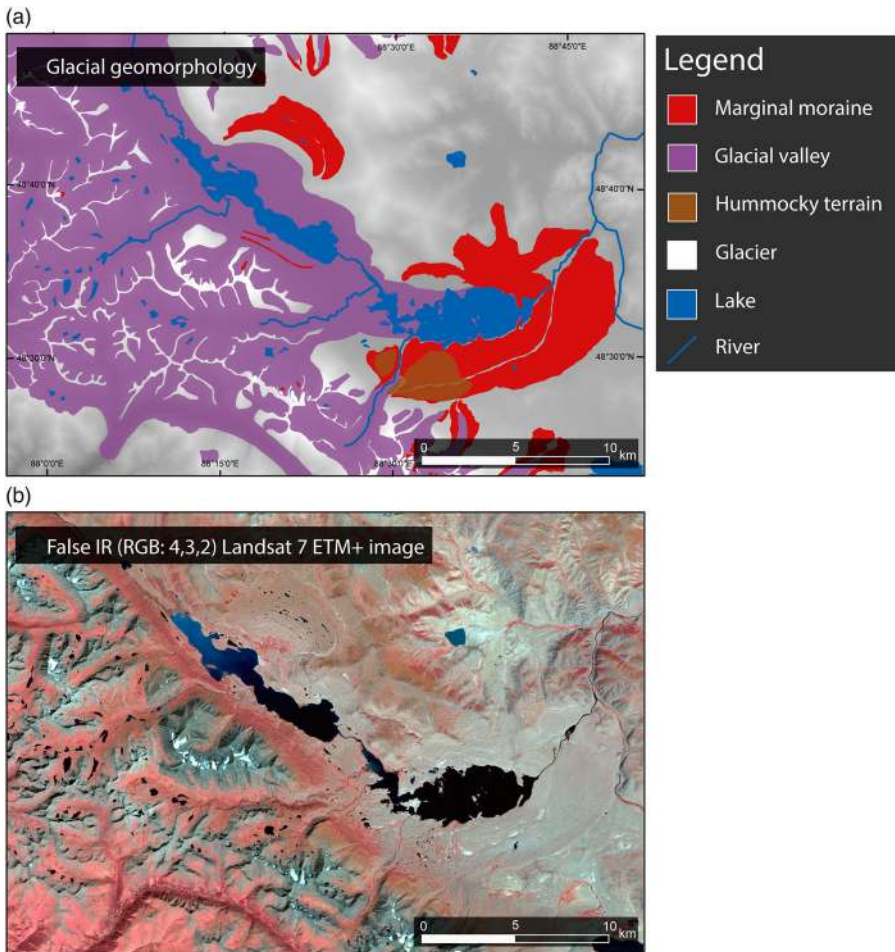 (a)
Glacial geomorphology
88°30'0"E
88°45'0"E
48°40'0"N
48°40'0"N
48°30'0"N
48°30'0"N
88°0'0"E
88°15'0"E
88°30'0"E
0 5 10
km
Legend
Marginal moraine
Glacial valley
Hummocky terrain
Glacier
Lake
River
(b)
False IR (RGB: 4,3,2) Landsat 7 ETM+ image
0 5 10
km